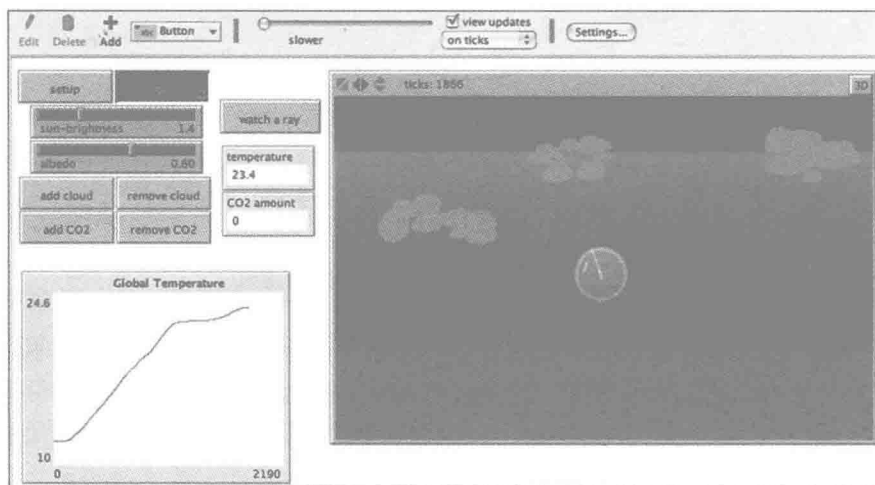 Edit Delete Add abc Button slower view updates on ticks Settings...
setup
ticks: 1866 3D
sun-brightness 1.4
watch a ray
albedo 0.60
temperature
23.4
add cloud remove cloud
CO2 amount
0
add CO2 remove CO2
Global Temperature
24.6
10
0 2190